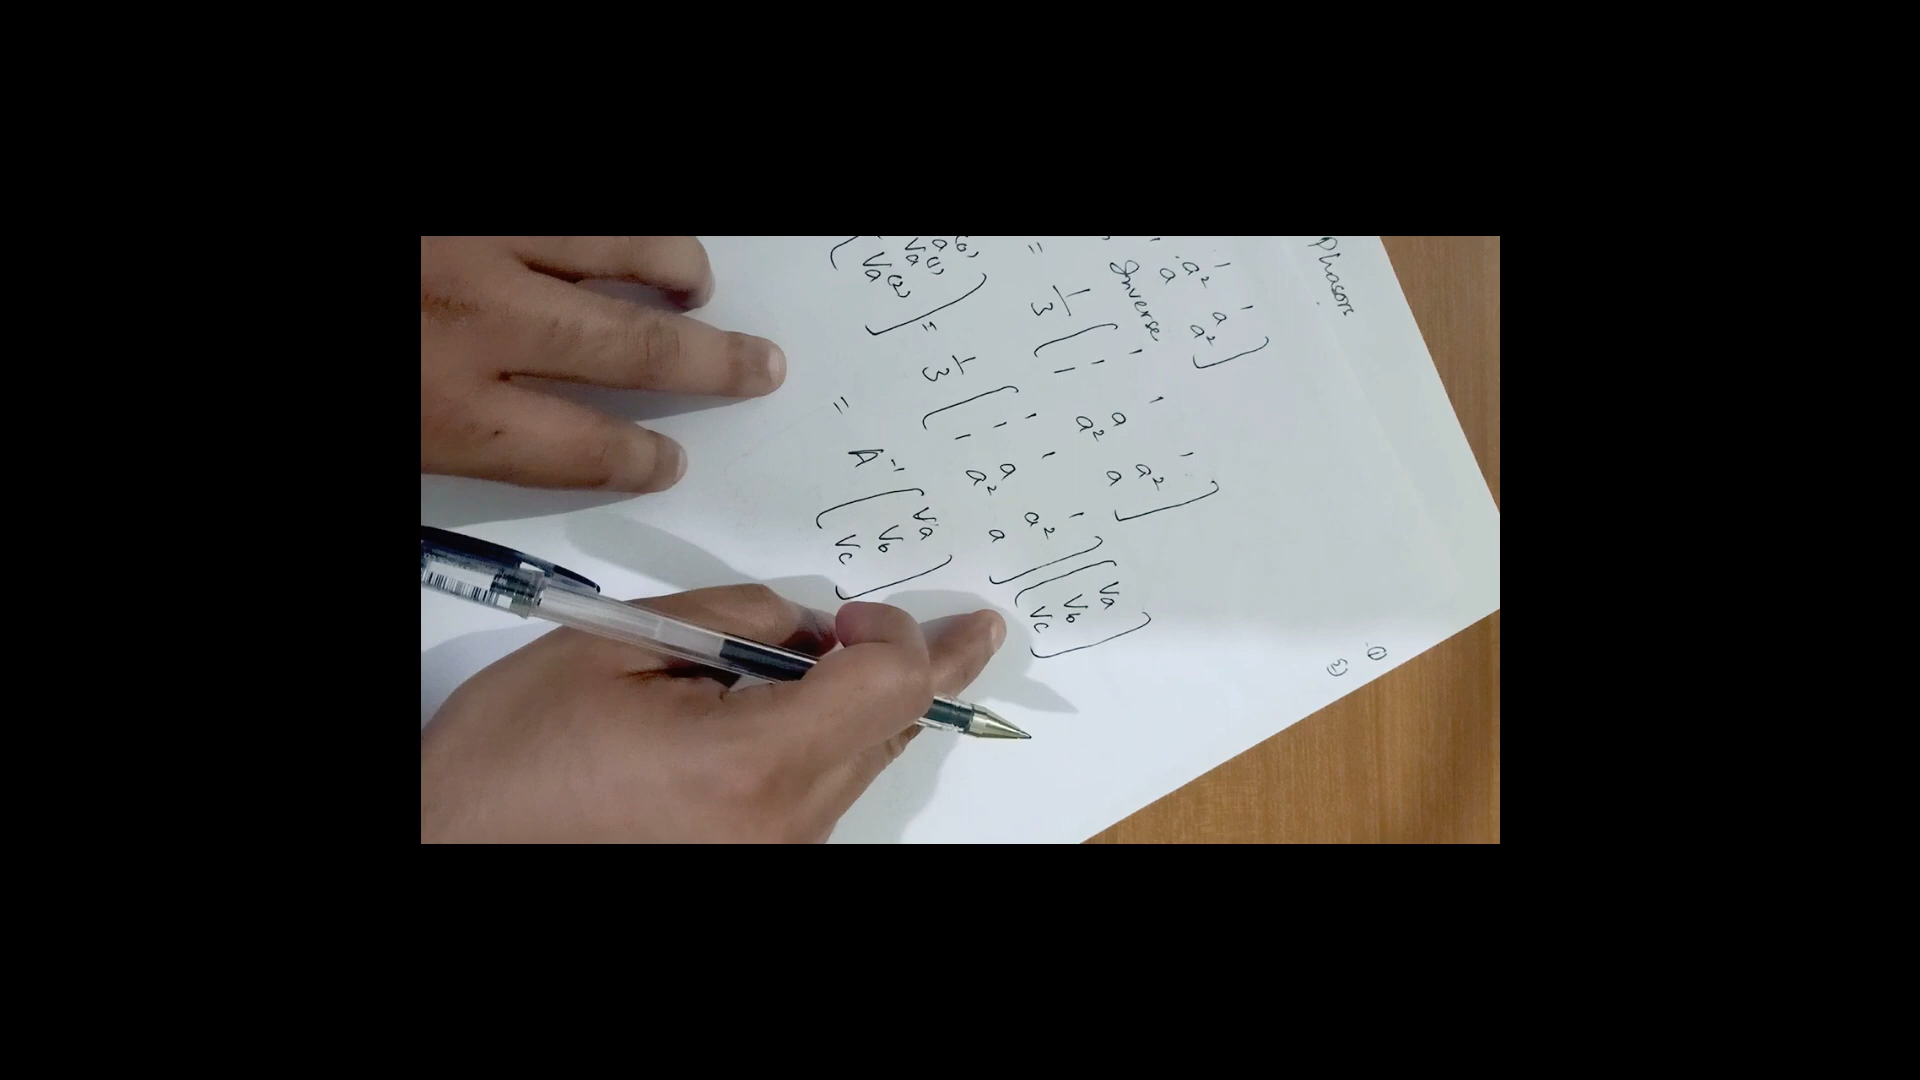 Phasors
1 1 1
1 a² a
1 a a² ]
(1)
(2)
Inverse,
= 1/3 [ 1 1 1
1 a a²
1 a² a ]
Va(0)
Va(1)
Va(2) ] = 1/3 [ 1 1 1
1 a a²
1 a² a ] [ Va
Vb
Vc ]
= A⁻¹ [ Va
Vb
Vc ]